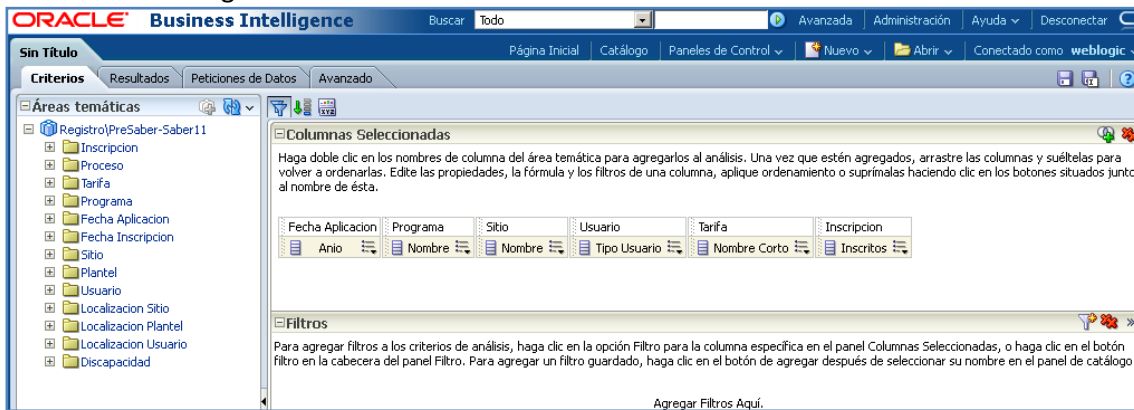 ORACLE Business Intelligence
Buscar Todo Avanzada Administración Ayuda Desconectar
Sin Título
Página Inicial Catálogo Paneles de Control Nuevo Abrir Conectado como weblogic
Criterios Resultados Peticiones de Datos Avanzado
Áreas temáticas
Registro\PreSaber-Saber11
Inscripcion
Proceso
Tarifa
Programa
Fecha Aplicacion
Fecha Inscripcion
Sitio
Plantel
Usuario
Localizacion Sitio
Localizacion Plantel
Localizacion Usuario
Discapacidad
Columnas Seleccionadas
Haga doble clic en los nombres de columna del área temática para agregarlos al análisis. Una vez que estén agregados, arrastre las columnas y suéltelas para
volver a ordenarlas. Edite las propiedades, la fórmula y los filtros de una columna, aplique ordenamiento o suprímalas haciendo clic en los botones situados junto
al nombre de ésta.
Fecha Aplicacion Programa Sitio Usuario Tarifa Inscripcion
Anio Nombre Nombre Tipo Usuario Nombre Corto Inscritos
Filtros
Para agregar filtros a los criterios de análisis, haga clic en la opción Filtro para la columna específica en el panel Columnas Seleccionadas, o haga clic en el botón
filtro en la cabecera del panel Filtro. Para agregar un filtro guardado, haga clic en el botón de agregar después de seleccionar su nombre en el panel de catálogo
Agregar Filtros Aquí.